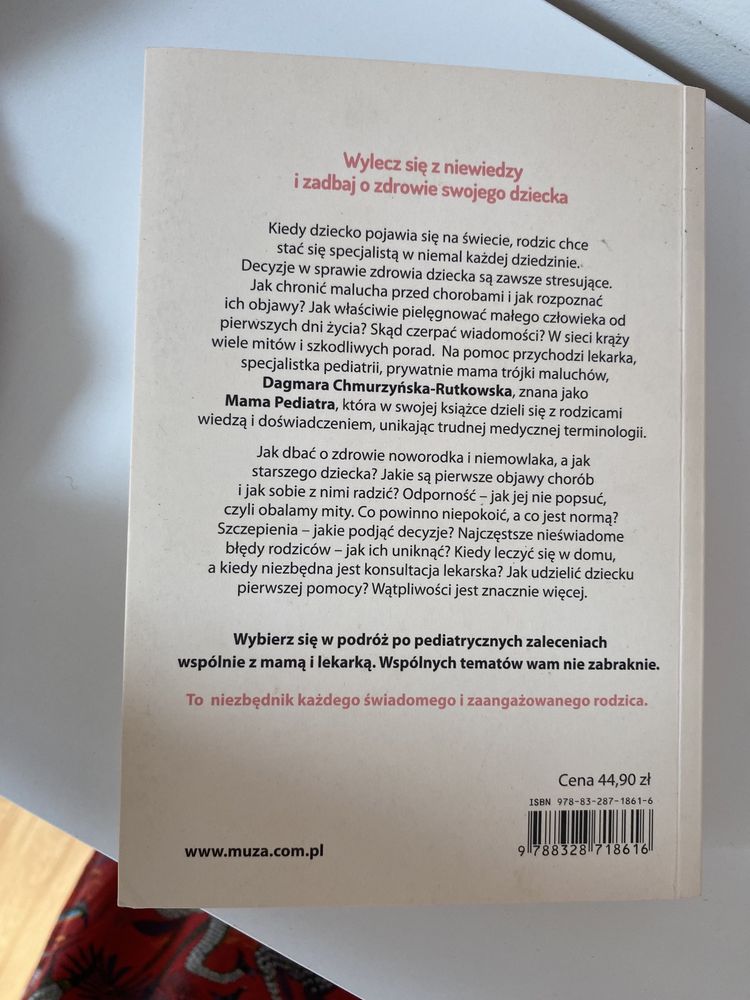 Wylecz się z niewiedzy
i zadbaj o zdrowie swojego dziecka
Kiedy dziecko pojawia się na świecie, rodzic chce
stać się specjalistą w niemal każdej dziedzinie.
Decyzje w sprawie zdrowia dziecka są zawsze stresujące.
Jak chronić malucha przed chorobami i jak rozpoznać
ich objawy? Jak właściwie pielęgnować małego człowieka od
pierwszych dni życia? Skąd czerpać wiadomości? W sieci krąży
wiele mitów i szkodliwych porad. Na pomoc przychodzi lekarka,
specjalistka pediatrii, prywatnie mama trójki maluchów,
Dagmara Chmurzyńska-Rutkowska, znana jako
Mama Pediatra, która w swojej książce dzieli się z rodzicami
wiedzą i doświadczeniem, unikając trudnej medycznej terminologii.
Jak dbać o zdrowie noworodka i niemowlaka, a jak
starszego dziecka? Jakie są pierwsze objawy chorób
i jak sobie z nimi radzić? Odporność – jak jej nie popsuć,
czyli obalamy mity. Co powinno niepokoić, a co jest normą?
Szczepienia – jakie podjąć decyzje? Najczęstsze nieświadome
błędy rodziców – jak ich uniknąć? Kiedy leczyć się w domu,
a kiedy niezbędna jest konsultacja lekarska? Jak udzielić dziecku
pierwszej pomocy? Wątpliwości jest znacznie więcej.
Wybierz się w podróż po pediatrycznych zaleceniach
wspólnie z mamą i lekarką. Wspólnych tematów wam nie zabraknie.
To niezbędnik każdego świadomego i zaangażowanego rodzica.
Cena 44,90 zł
ISBN 978-83-287-1861-6
www.muza.com.pl
9 788328 718616